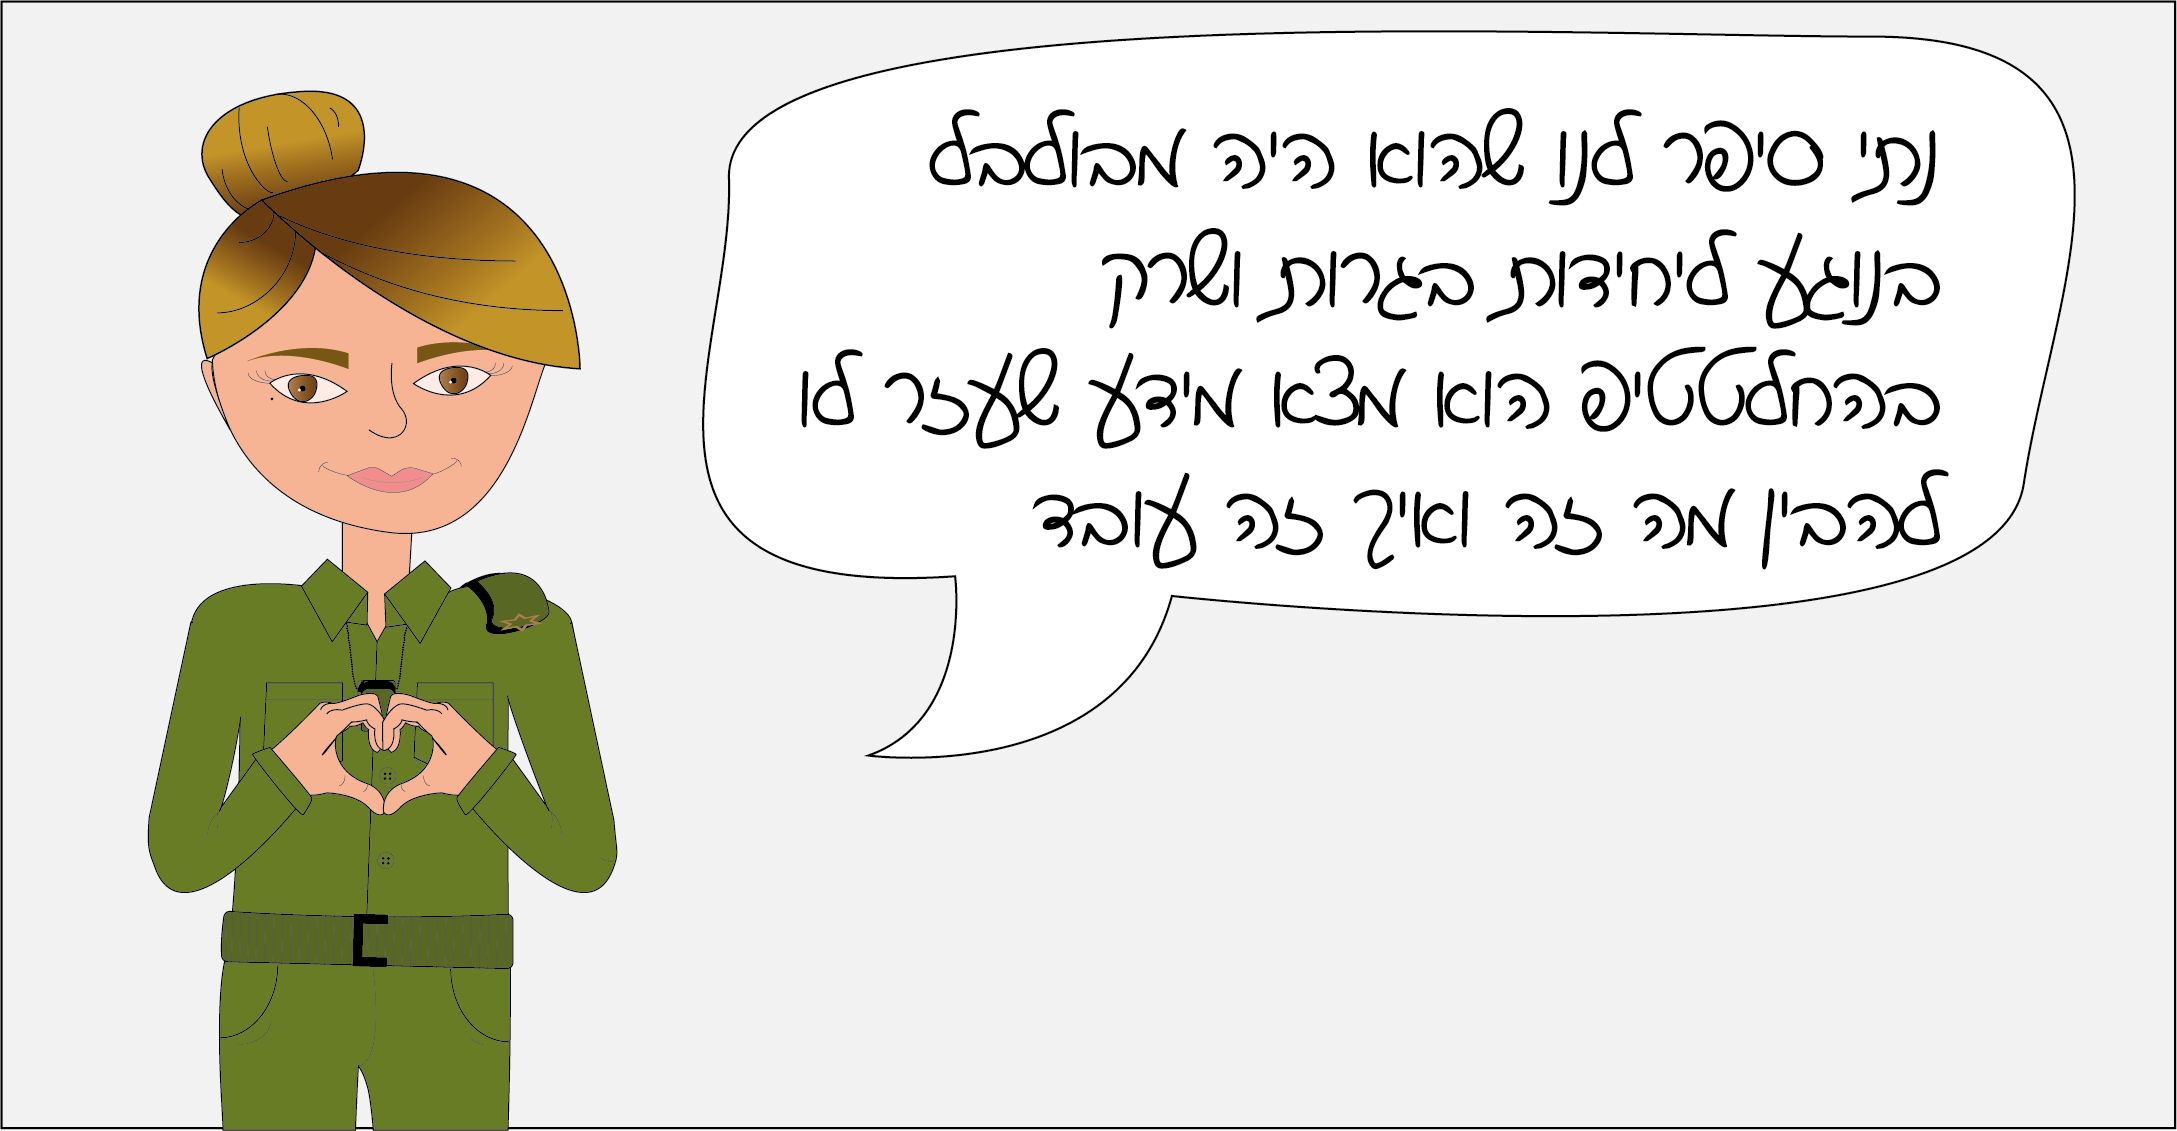 נתי סיפר לנו שהוא היה מבולבל
בנוגע ליחידות בגרות ושרק
בהחלטטיפ הוא מצא מידע שעזר לו
להבין מה זה ואיך זה עובד